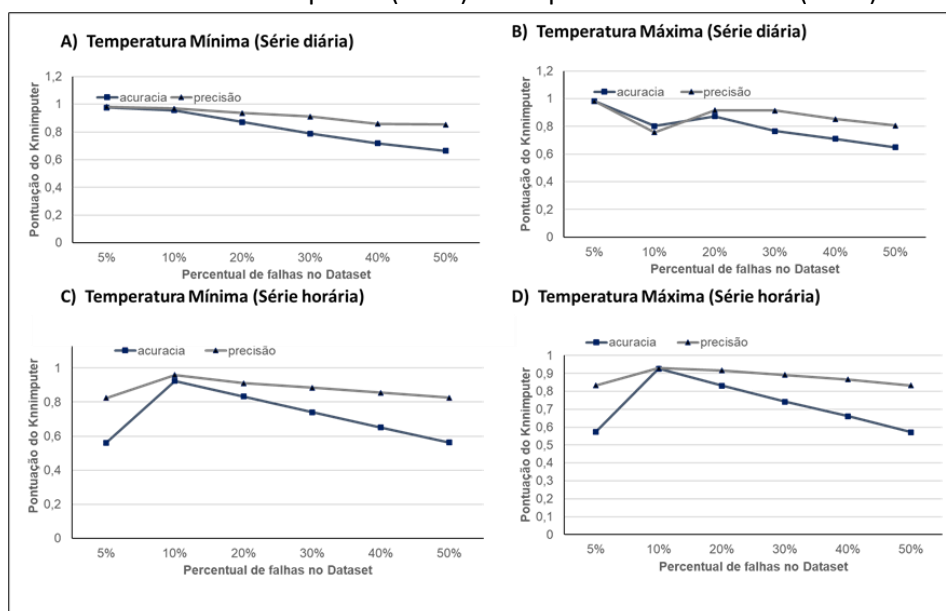 A) Temperatura Mínima (Série diária)
Pontuação do Knnimputer
1,2
1
0,8
0,6
0,4
0,2
0
acuracia
precisão
5%
10%
20%
30%
40%
50%
Percentual de falhas no Dataset
B) Temperatura Máxima (Série diária)
Pontuação do Knnimputer
1,2
1
0,8
0,6
0,4
0,2
0
acuracia
precisão
5%
10%
20%
30%
40%
50%
Percentual de falhas no Dataset
C) Temperatura Mínima (Série horária)
Pontuação do Knnimputer
1
0,8
0,6
0,4
0,2
0
acuracia
precisão
5%
10%
20%
30%
40%
50%
Percentual de falhas no Dataset
D) Temperatura Máxima (Série horária)
Pontuação do Knnimputer
1
0,9
0,8
0,7
0,6
0,5
0,4
0,3
0,2
0,1
0
acuracia
precisão
5%
10%
20%
30%
40%
50%
Percentual de falhas no Dataset